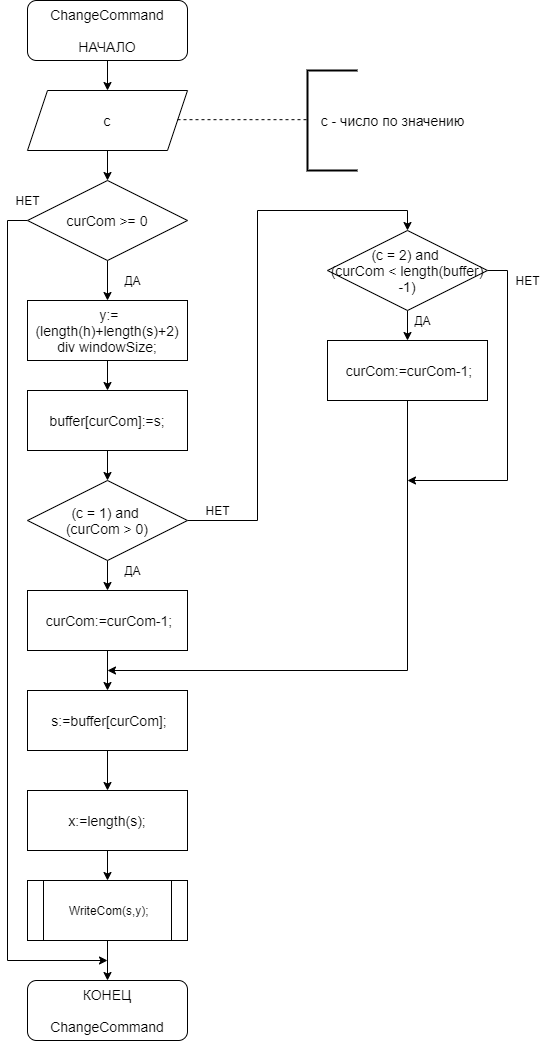 ChangeCommand
НАЧАЛО
c
c - число по значению
НЕТ
curCom >= 0
ДА
y:=
(length(h)+length(s)+2)
div windowSize;
buffer[curCom]:=s;
(c = 1) and
(curCom > 0)
НЕТ
ДА
curCom:=curCom-1;
(c = 2) and
(curCom < length(buffer)
-1)
НЕТ
ДА
curCom:=curCom-1;
s:=buffer[curCom];
x:=length(s);
WriteCom(s,y);
КОНЕЦ
ChangeCommand